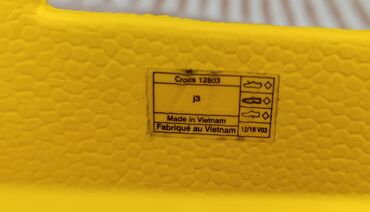 Crocs 12803
j3
Made in Vietnam
Fabriqué au Vietnam
12/18 V03